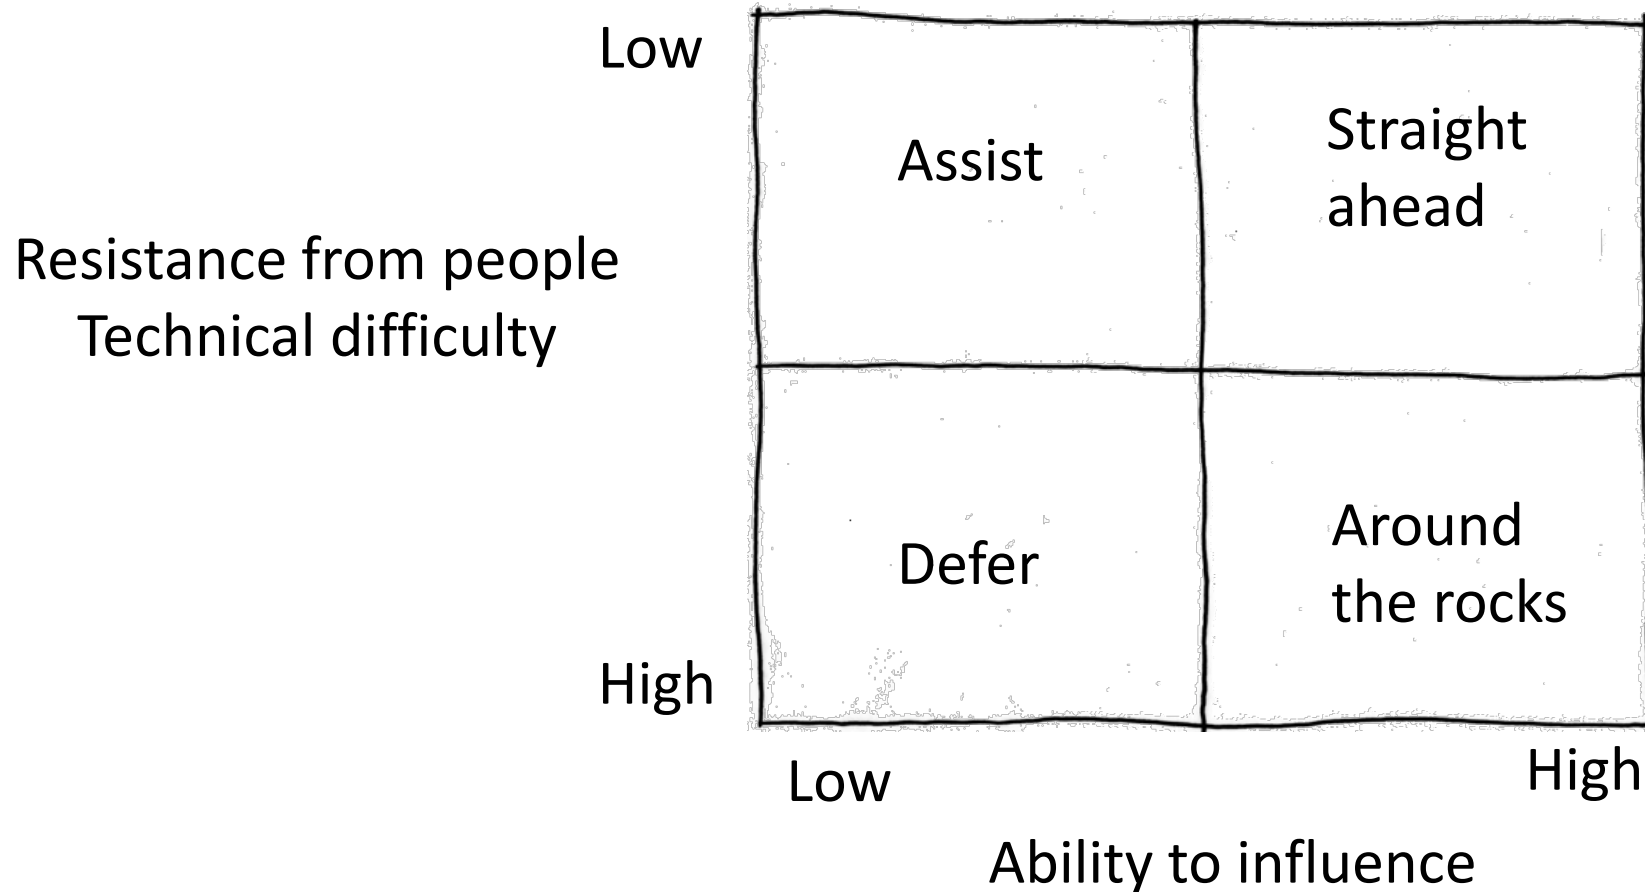 Low
Assist
Straight
ahead
Resistance from people
Technical difficulty
Defer
Around
the rocks
High
Low
High
Ability to influence